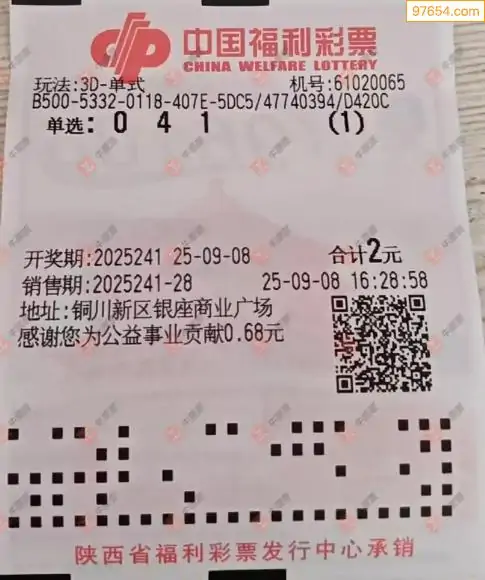 97654.com
中国福利彩票
CHINA WELFARE LOTTERY
玩法:3D-单式 机号:61020065
B500-5332-0118-407E-5DC5/47740394/D420C
单选: 0 4 1 (1)
开奖期:2025241 25-09-08 合计2元
销售期:2025241-28 25-09-08 16:28:58
地址:铜川新区银座商业广场
感谢您为公益事业贡献0.68元
陕西省福利彩票发行中心承销